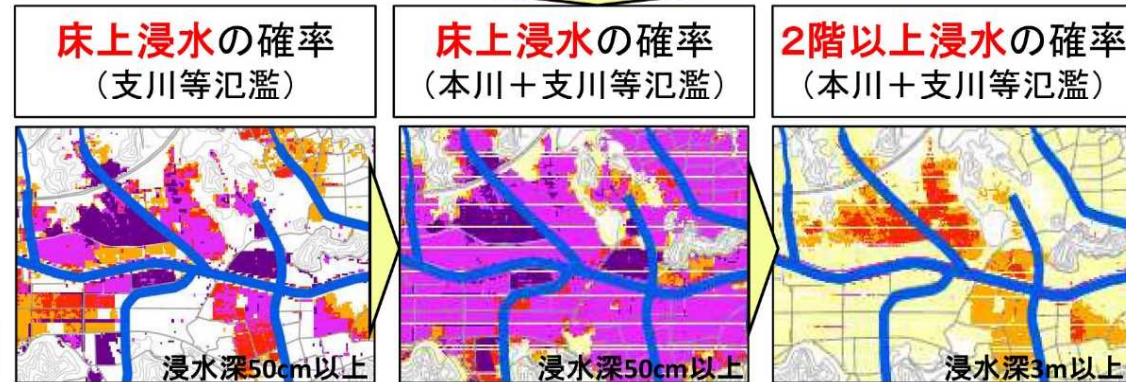 床上浸水の確率
（支川等氾濫）
床上浸水の確率
（本川＋支川等氾濫）
2階以上浸水の確率
（本川＋支川等氾濫）
浸水深50cm以上
浸水深50cm以上
浸水深3m以上